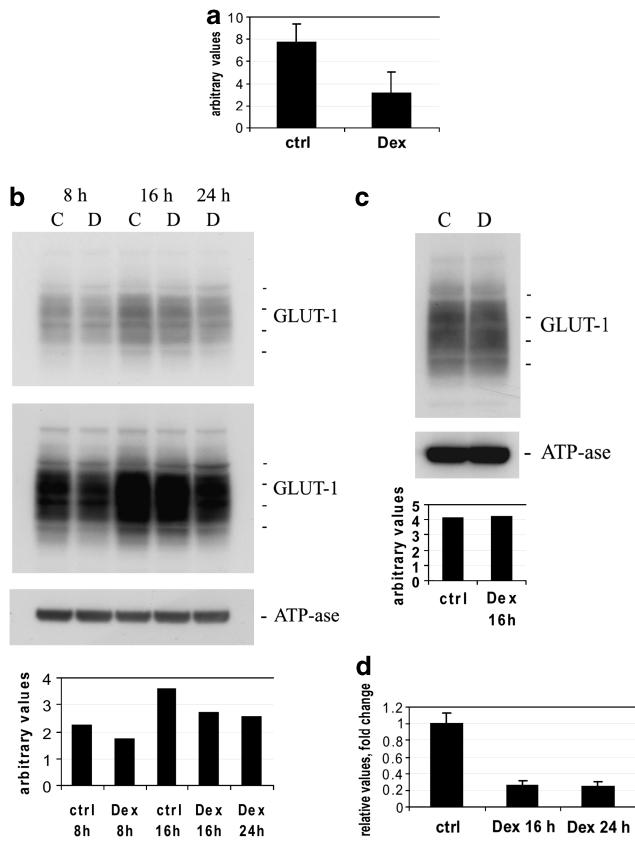 a
arbitrary values
10
8
6
4
2
0
ctrl Dex
b
8 h 16 h 24 h
C D C D D
- GLUT-1
- GLUT-1
- ATP-ase
arbitrary values
4
3
2
1
0
ctrl 8h Dex 8h ctrl 16h Dex 16h Dex 24h
c
C D
- GLUT-1
- ATP-ase
arbitrary values
5
4
3
2
1
0
ctrl Dex 16h
d
relative values, fold change
1.2
1
0.8
0.6
0.4
0.2
0
ctrl Dex 16 h Dex 24 h